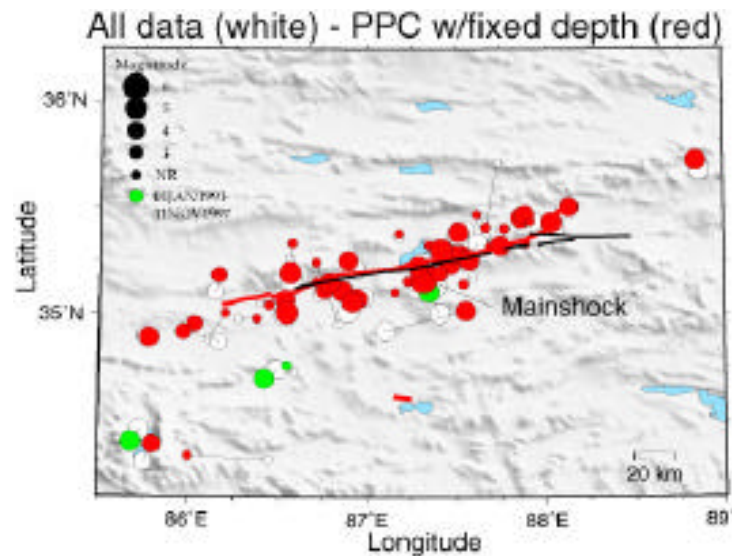 All data (white) - PPC w/fixed depth (red)
Magnitude
5
4
NR
36°N
35°N
Latitude
Mainshock
20 km
86°E
87°E
88°E
89
Longitude